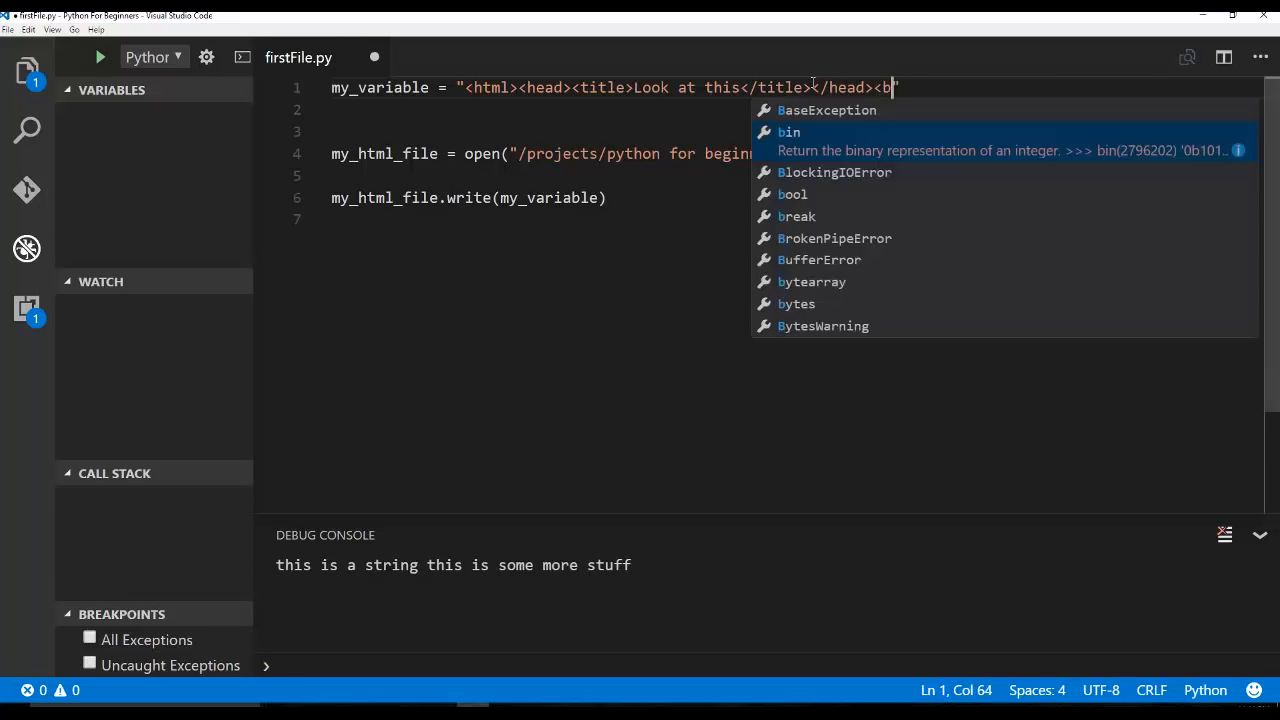 ● firstFile.py - Python For Beginners - Visual Studio Code
File Edit View Go Help
Python
firstFile.py
1
VARIABLES
WATCH
1
CALL STACK
BREAKPOINTS
All Exceptions
Uncaught Exceptions
1 my_variable = "<html><head><title>Look at this</title></head><b"
2
3
4 my_html_file = open("/projects/python for beginn
5
6 my_html_file.write(my_variable)
7
BaseException
bin
Return the binary representation of an integer. >>> bin(2796202) '0b101..
BlockingIOError
bool
break
BrokenPipeError
BufferError
bytearray
bytes
BytesWarning
DEBUG CONSOLE
this is a string this is some more stuff
0 0 Ln 1, Col 64 Spaces: 4 UTF-8 CRLF Python